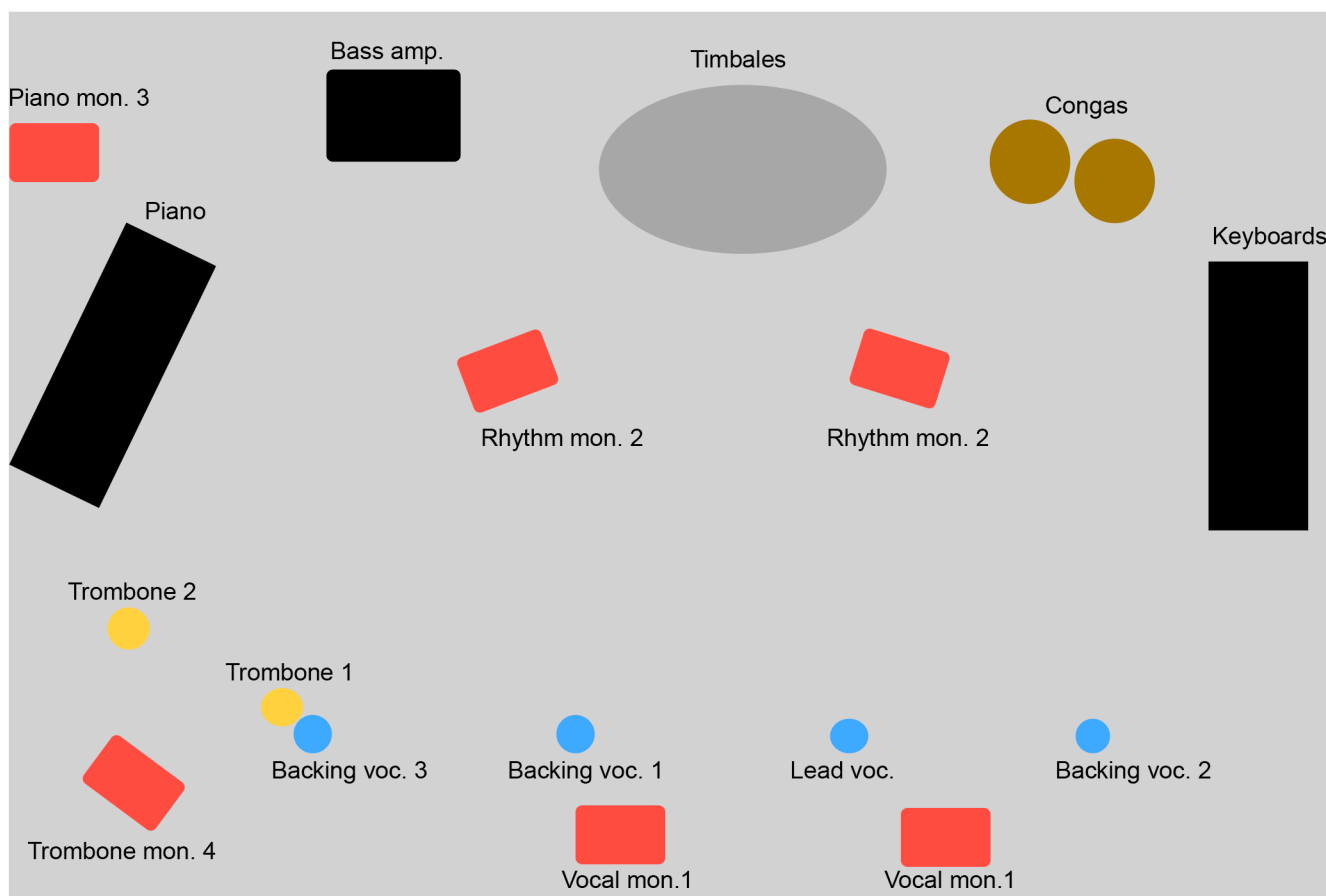 Bass amp.
Timbales
Piano mon. 3
Congas
Piano
Keyboards
Rhythm mon. 2
Rhythm mon. 2
Trombone 2
Trombone 1
Backing voc. 3
Backing voc. 1
Lead voc.
Backing voc. 2
Trombone mon. 4
Vocal mon.1
Vocal mon.1